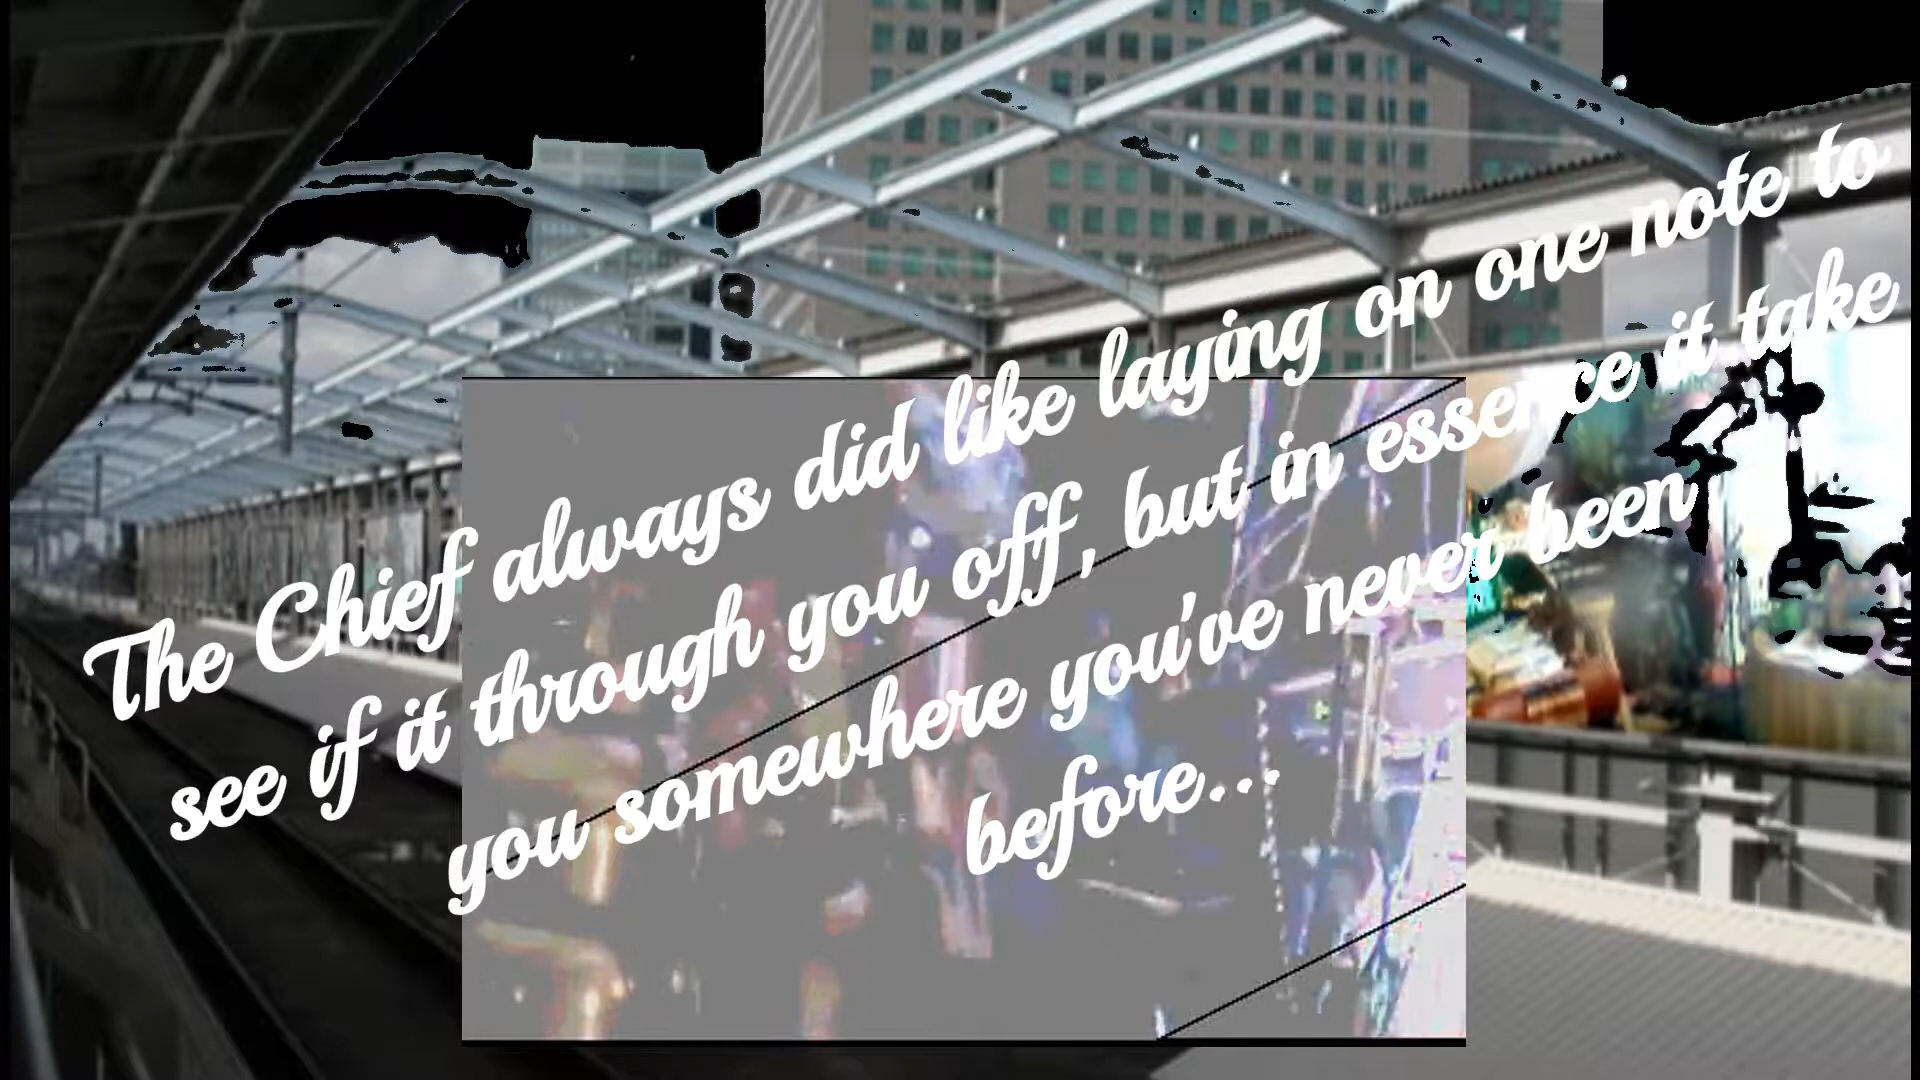 The Chief always did like laying on one note to
see if it through you off, but in essence it take
you somewhere you've never been
before...